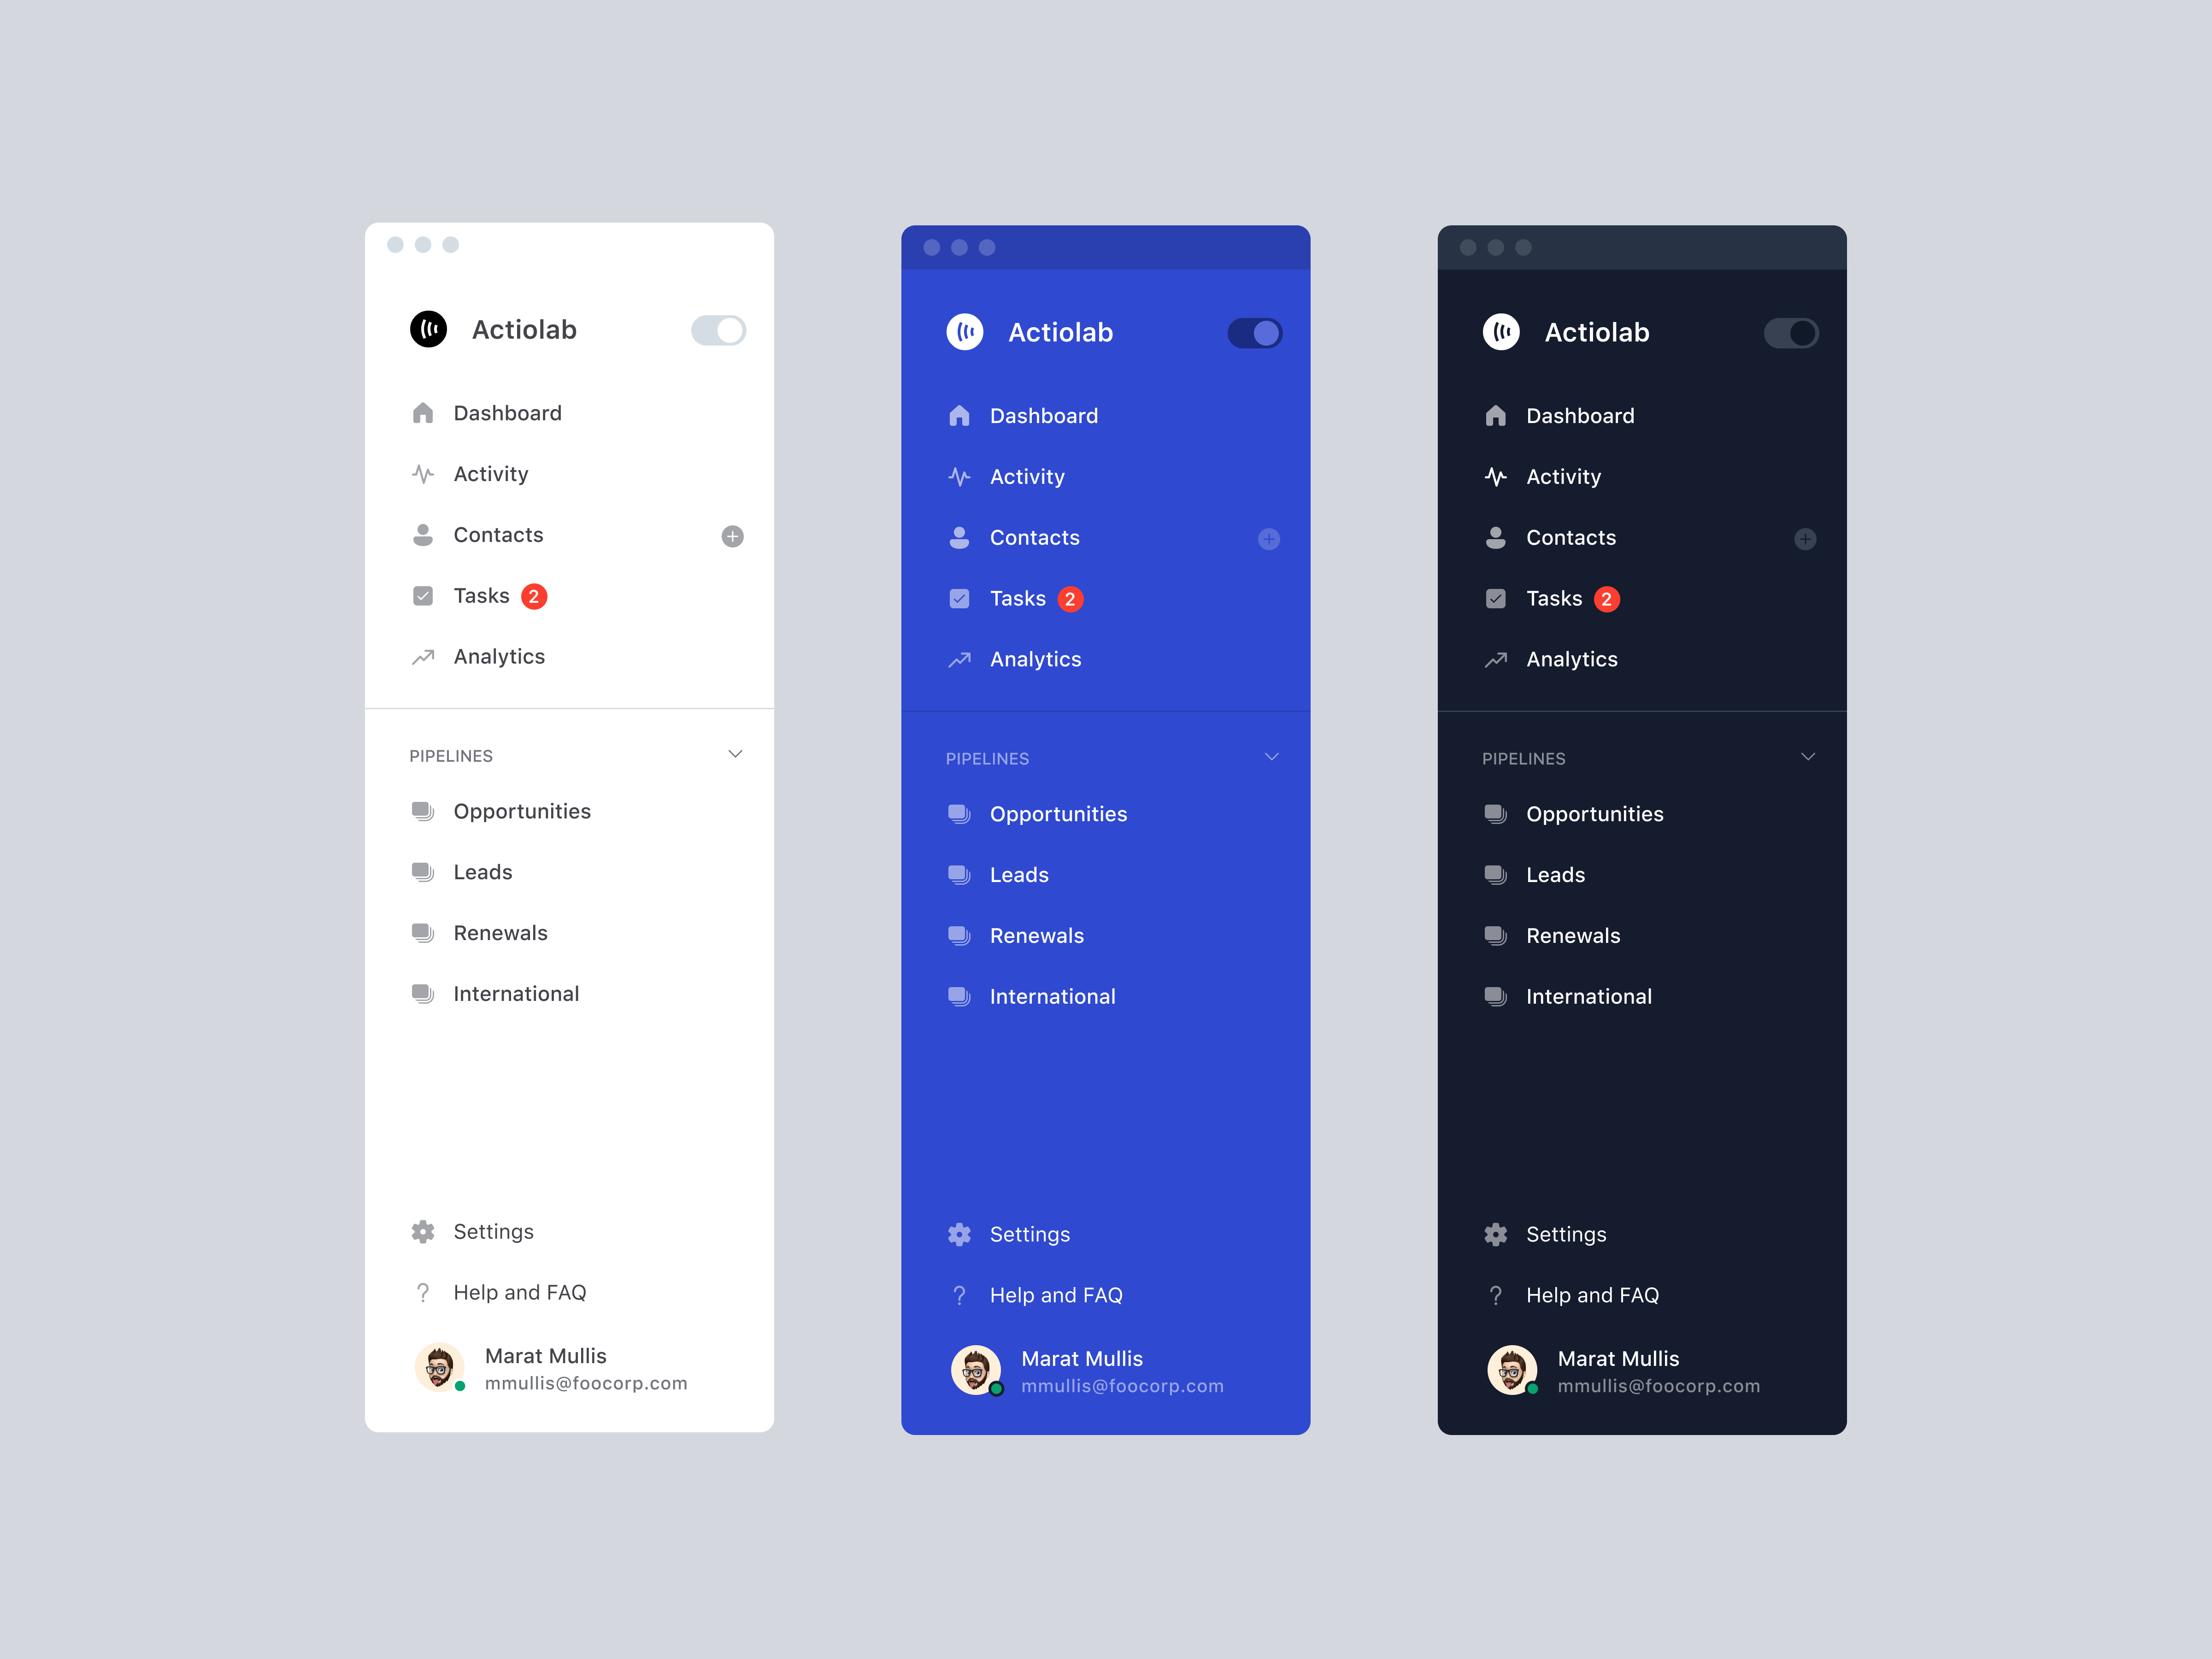 Actiolab
Dashboard
Activity
Contacts
Tasks 2
Analytics
PIPELINES
Opportunities
Leads
Renewals
International
Settings
? Help and FAQ
Marat Mullis
mmullis@foocorp.com
Actiolab
Dashboard
Activity
Contacts
Tasks 2
Analytics
PIPELINES
Opportunities
Leads
Renewals
International
Settings
? Help and FAQ
Marat Mullis
mmullis@foocorp.com
Actiolab
Dashboard
Activity
Contacts
Tasks 2
Analytics
PIPELINES
Opportunities
Leads
Renewals
International
Settings
? Help and FAQ
Marat Mullis
mmullis@foocorp.com